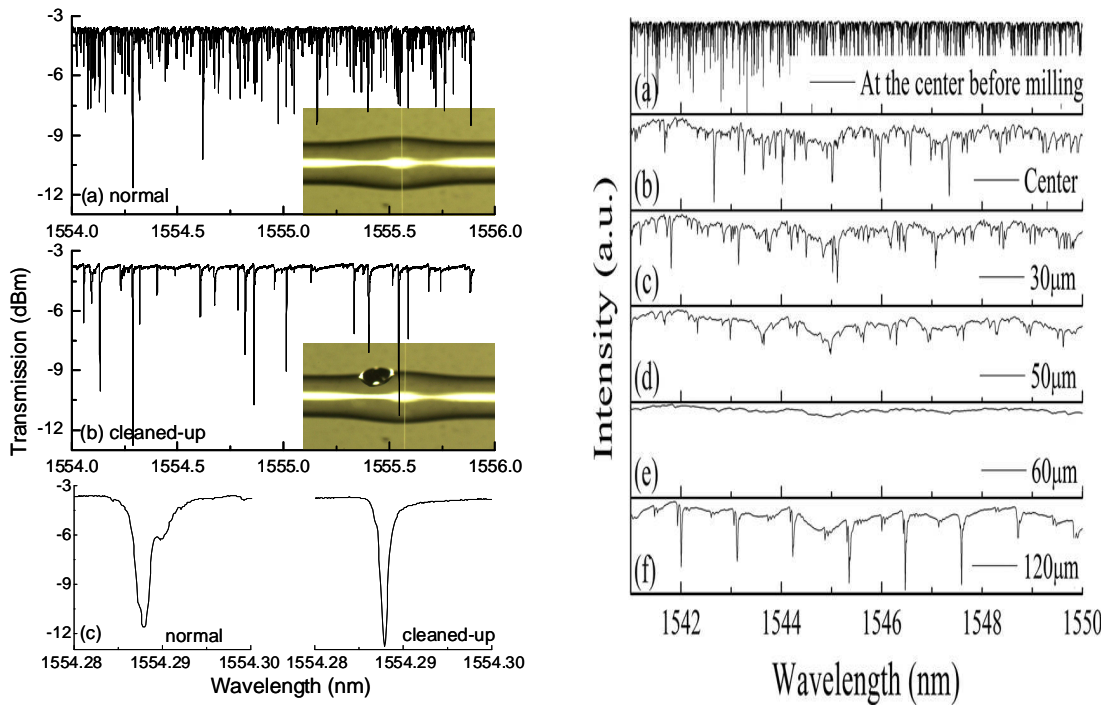 -3
-6
-9
-12
(a) normal
1554.0 1554.5 1555.0 1555.5 1556.0
-3
-6
-9
-12
(b) cleaned-up
1554.0 1554.5 1555.0 1555.5 1556.0
Transmission (dBm)
-3
-6
-9
-12
(c) normal cleaned-up
1554.28 1554.29 1554.30 1554.28 1554.29 1554.30
Wavelength (nm)
Intensity (a.u.)
(a) At the center before milling
(b) Center
(c) 30μm
(d) 50μm
(e) 60μm
(f) 120μm
1542 1544 1546 1548 1550
Wavelength (nm)